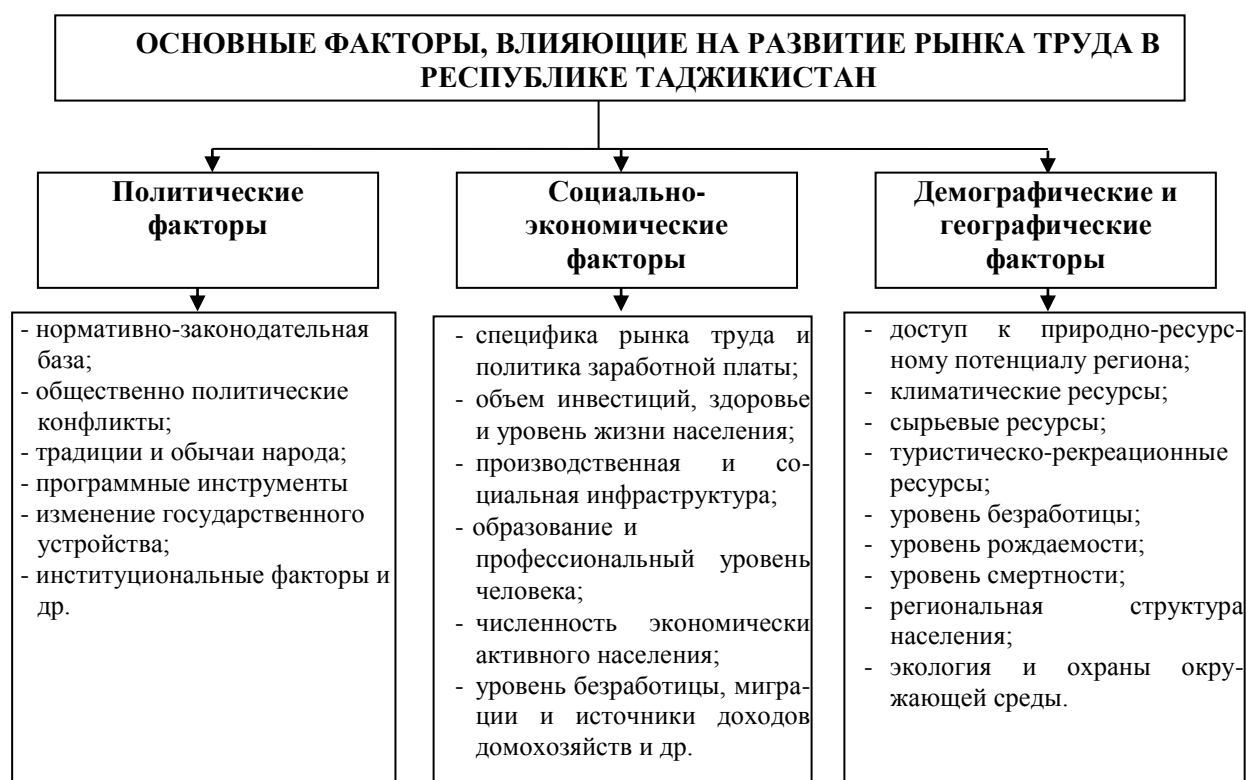 ОСНОВНЫЕ ФАКТОРЫ, ВЛИЯЮЩИЕ НА РАЗВИТИЕ РЫНКА ТРУДА В
РЕСПУБЛИКЕ ТАДЖИКИСТАН
Политические
факторы
- нормативно-законодательная
база;
- общественно политические
конфликты;
- традиции и обычаи народа;
- программные инструменты
- изменение государственного
устройства;
- институциональные факторы и
др.
Социально-
экономические
факторы
- специфика рынка труда и
политика заработной платы;
- объем инвестиций, здоровье
и уровень жизни населения;
- производственная и со-
циальная инфраструктура;
- образование и
профессиональный уровень
человека;
- численность экономически
активного населения;
- уровень безработицы, мигра-
ции и источники доходов
домохозяйств и др.
Демографические и
географические
факторы
- доступ к природно-ресурс-
ному потенциалу региона;
- климатические ресурсы;
- сырьевые ресурсы;
- туристическо-рекреационные
ресурсы;
- уровень безработицы;
- уровень рождаемости;
- уровень смертности;
- региональная структура
населения;
- экология и охраны окру-
жающей среды.